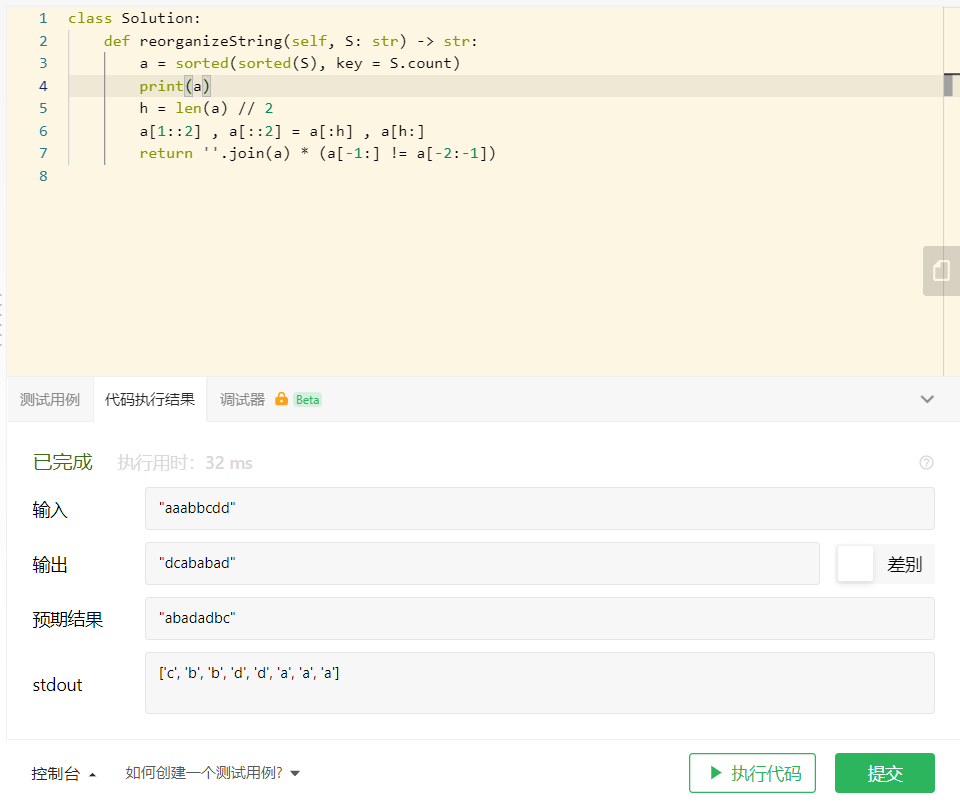 1 class Solution:
2     def reorganizeString(self, S: str) -> str:
3         a = sorted(sorted(S), key = S.count)
4         print(a)
5         h = len(a) // 2
6         a[1::2] , a[::2] = a[:h] , a[h:]
7         return ''.join(a) * (a[-1:] != a[-2:-1])
8
测试用例 代码执行结果 调试器 Beta
已完成 执行用时: 32 ms
输入 "aaabbcdd"
输出 "dcababad" 差别
预期结果 "abadadbc"
stdout ['c', 'b', 'b', 'd', 'd', 'a', 'a', 'a']
控制台 如何创建一个测试用例? 执行代码 提交